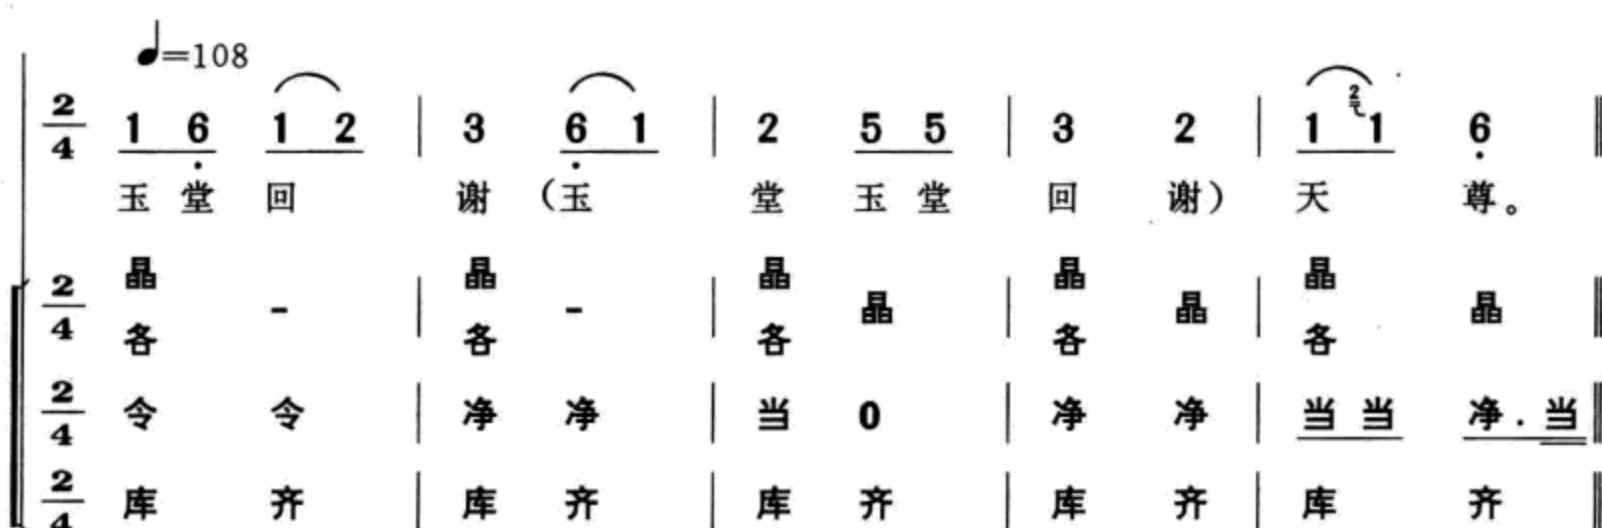 ♩=108
2/4 1 6 1 2 | 3 6 1 | 2 5 5 | 3 2 | 1 2 1 6
玉 堂 回 谢 (玉 堂 玉 堂 回 谢) 天 尊。
晶 晶 晶 晶 晶
2/4 - | - | 晶 | 晶 | 晶
各 各 各 各 各
2/4 令 令 | 净 净 | 当 0 | 净 净 | 当 当 净. 当
2/4 库 齐 | 库 齐 | 库 齐 | 库 齐 | 库 齐